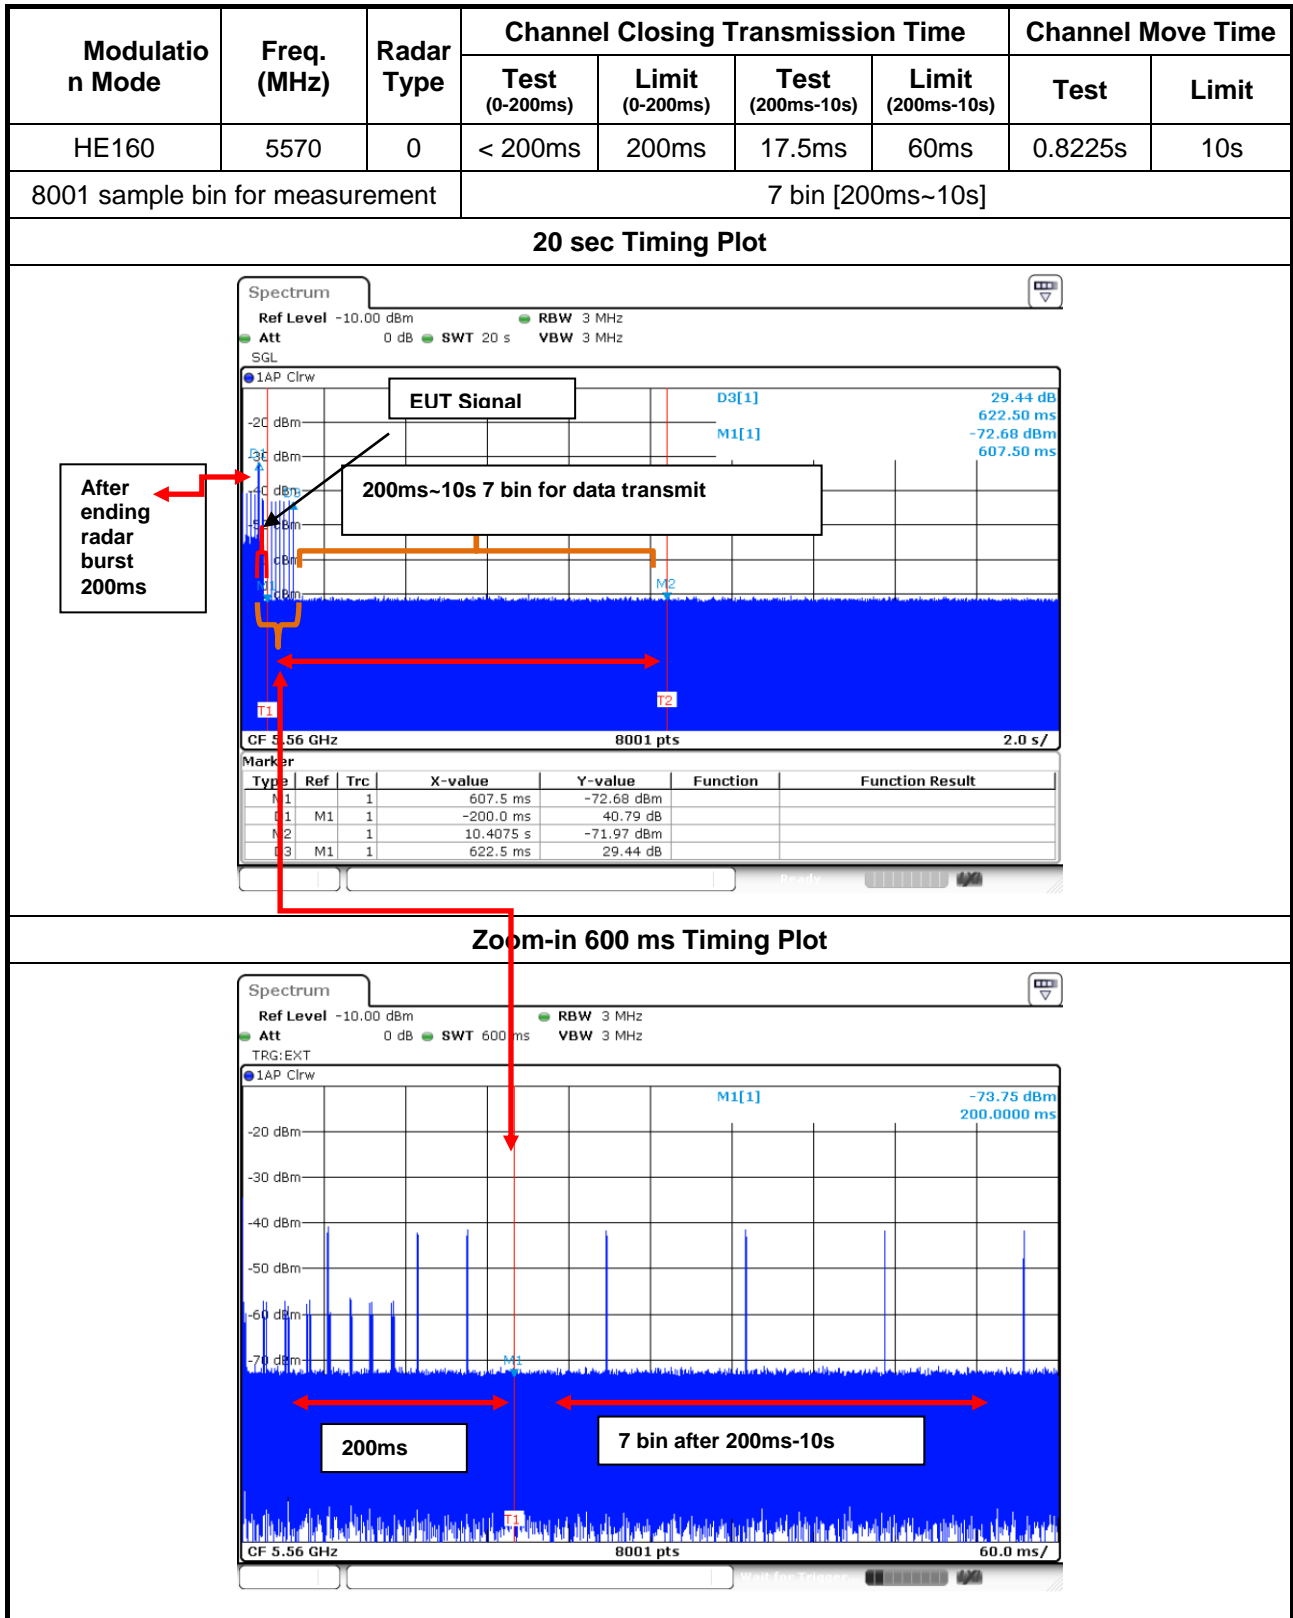 Modulatio
n Mode
Freq.
(MHz)
Radar
Type
Channel Closing Transmission Time
Channel Move Time
Test
(0-200ms)
Limit
(0-200ms)
Test
(200ms-10s)
Limit
(200ms-10s)
Test
Limit
HE160 5570 0 < 200ms 200ms 17.5ms 60ms 0.8225s 10s
8001 sample bin for measurement 7 bin [200ms~10s]
20 sec Timing Plot
Spectrum
Ref Level -10.00 dBm RBW 3 MHz
Att 0 dB SWT 20 s VBW 3 MHz
SGL
1AP Clrw
EUT Signal
D3[1] 29.44 dB
622.50 ms
M1[1] -72.68 dBm
607.50 ms
-20 dBm
-30 dBm
D1
-40 dBm
D3
200ms~10s 7 bin for data transmit
After
ending
radar
burst
200ms
dBm
dBm
M1
dBm
M2
T1
T2
CF 5.56 GHz 8001 pts 2.0 s/
Marker
Type Ref Trc X-value Y-value Function Function Result
M1 1 607.5 ms -72.68 dBm
D1 M1 1 -200.0 ms 40.79 dB
M2 1 10.4075 s -71.97 dBm
D3 M1 1 622.5 ms 29.44 dB
Ready
Zoom-in 600 ms Timing Plot
Spectrum
Ref Level -10.00 dBm RBW 3 MHz
Att 0 dB SWT 600 ms VBW 3 MHz
TRG:EXT
1AP Clrw
M1[1] -73.75 dBm
200.0000 ms
-20 dBm
-30 dBm
-40 dBm
-50 dBm
-60 dBm
-70 dBm
M1
200ms
7 bin after 200ms-10s
T1
CF 5.56 GHz 8001 pts 60.0 ms/
Wait for Trigger